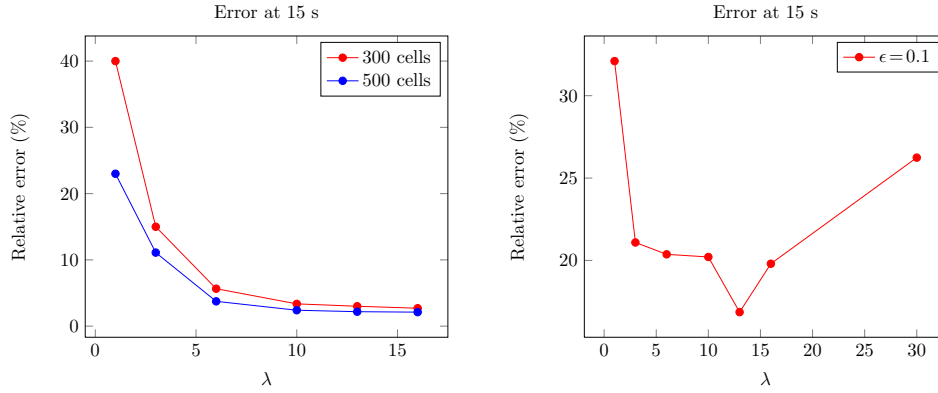 Error at 15 s
300 cells
500 cells
Relative error (%)
40
30
20
10
0
0 5 10 15
λ
Error at 15 s
ϵ = 0.1
Relative error (%)
30
25
20
0 5 10 15 20 25 30
λ